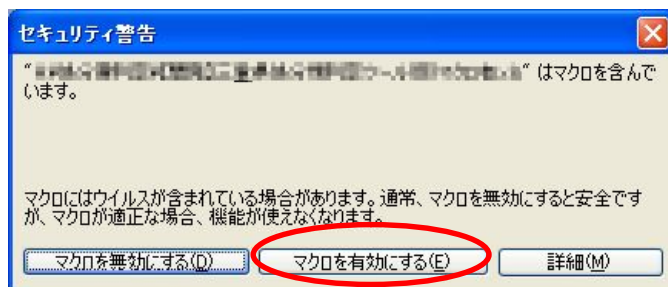 セキュリティ警告
“ ” はマクロを含んで
います。
マクロにはウイルスが含まれている場合があります。通常、マクロを無効にすると安全です
が、マクロが適正な場合、機能が使えなくなります。
マクロを無効にする(D) マクロを有効にする(E) 詳細(M)